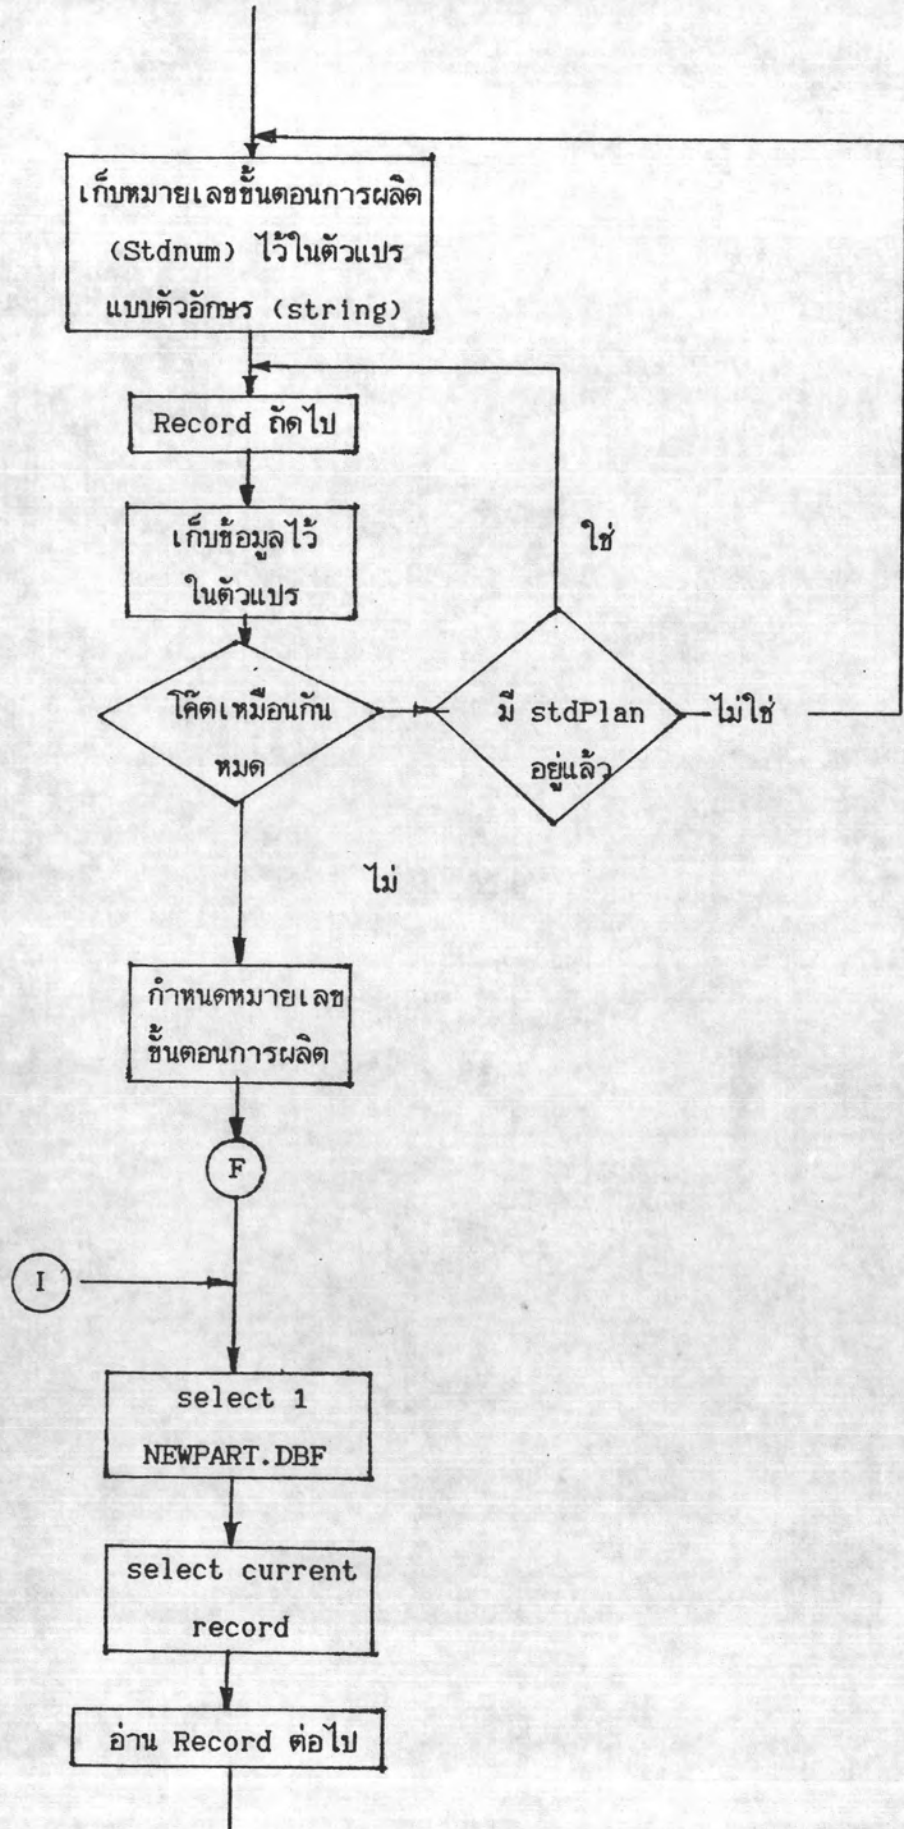 เก็บหมายเลขขั้นตอนการผลิต
(Stdnum) ไว้ในตัวแปร
แบบตัวอักษร (string)
Record ถัดไป
เก็บข้อมูลไว้
ในตัวแปร
ใช่
โค๊ตเหมือนกัน
หมด
มี stdPlan
อยู่แล้ว
ไม่ใช่
ไม่
กำหนดหมายเลข
ขั้นตอนการผลิต
F
I
select 1
NEWPART.DBF
select current
record
อ่าน Record ต่อไป